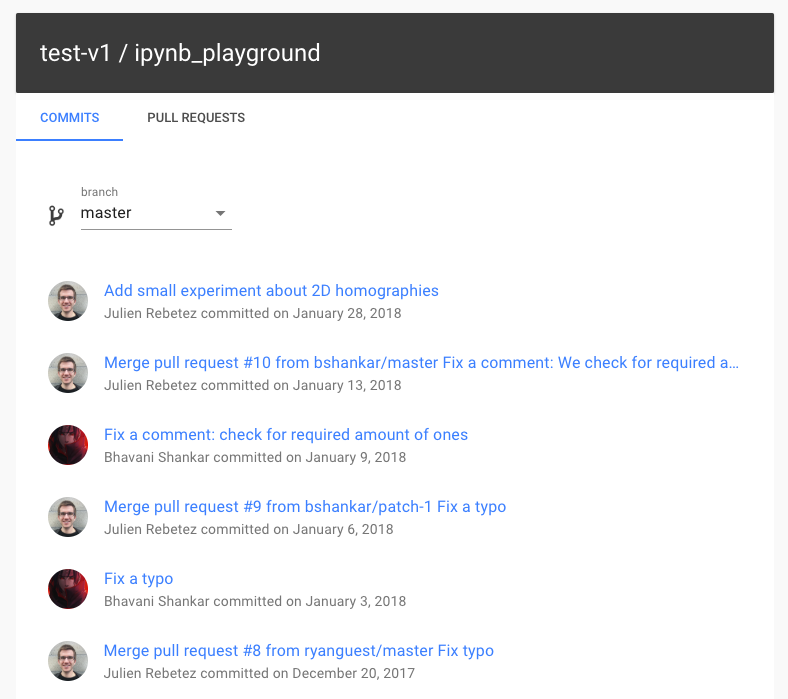 test-v1 / ipynb_playground
COMMITS
PULL REQUESTS
branch
master
Add small experiment about 2D homographies
Julien Rebetez committed on January 28, 2018
Merge pull request #10 from bshankar/master Fix a comment: We check for required a...
Julien Rebetez committed on January 13, 2018
Fix a comment: check for required amount of ones
Bhavani Shankar committed on January 9, 2018
Merge pull request #9 from bshankar/patch-1 Fix a typo
Julien Rebetez committed on January 6, 2018
Fix a typo
Bhavani Shankar committed on January 3, 2018
Merge pull request #8 from ryanguest/master Fix typo
Julien Rebetez committed on December 20, 2017